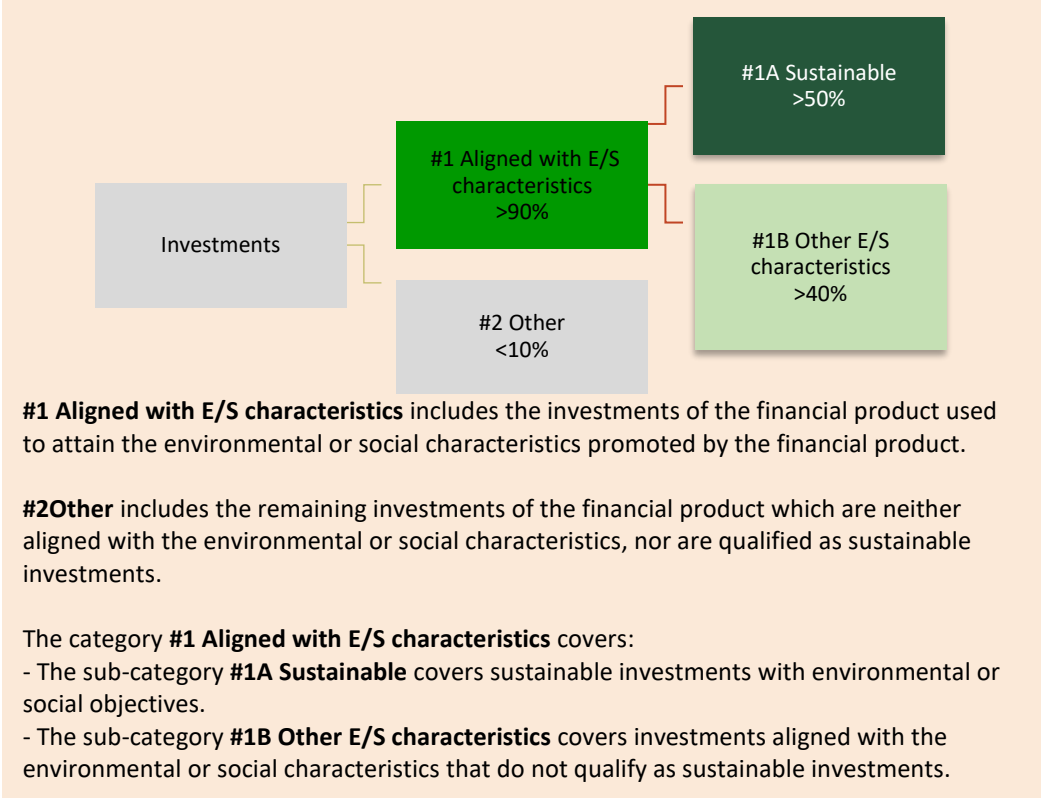 #1A Sustainable
>50%
#1 Aligned with E/S
characteristics
>90%
Investments
#1B Other E/S
characteristics
>40%
#2 Other
<10%
#1 Aligned with E/S characteristics includes the investments of the financial product used
to attain the environmental or social characteristics promoted by the financial product.
#2Other includes the remaining investments of the financial product which are neither
aligned with the environmental or social characteristics, nor are qualified as sustainable
investments.
The category #1 Aligned with E/S characteristics covers:
- The sub-category #1A Sustainable covers sustainable investments with environmental or
social objectives.
- The sub-category #1B Other E/S characteristics covers investments aligned with the
environmental or social characteristics that do not qualify as sustainable investments.